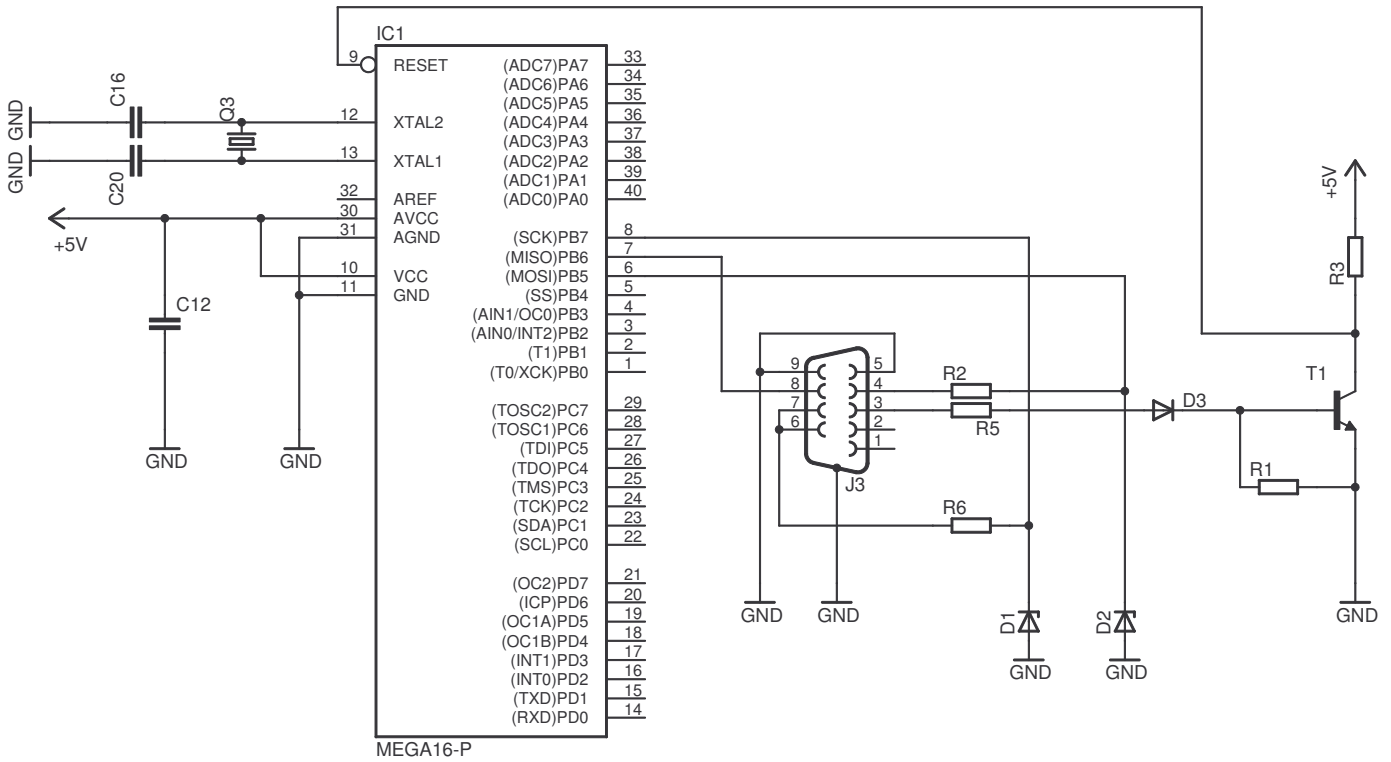 IC1
9 RESET
(ADC7)PA7 33
(ADC6)PA6 34
(ADC5)PA5 35
(ADC4)PA4 36
(ADC3)PA3 37
(ADC2)PA2 38
(ADC1)PA1 39
(ADC0)PA0 40
GND
C16
Q3
12 XTAL2
GND
C20
13 XTAL1
32 AREF
30 AVCC
+5V
31 AGND
10 VCC
11 GND
C12
GND
GND
(SCK)PB7 8
(MISO)PB6 7
(MOSI)PB5 6
(SS)PB4 5
(AIN1/OC0)PB3 4
(AIN0/INT2)PB2 3
(T1)PB1 2
(T0/XCK)PB0 1
(TOSC2)PC7 29
(TOSC1)PC6 28
(TDI)PC5 27
(TDO)PC4 26
(TMS)PC3 25
(TCK)PC2 24
(SDA)PC1 23
(SCL)PC0 22
(OC2)PD7 21
(ICP)PD6 20
(OC1A)PD5 19
(OC1B)PD4 18
(INT1)PD3 17
(INT0)PD2 16
(TXD)PD1 15
(RXD)PD0 14
MEGA16-P
9 5
8 4
7 3
6 2
1
J3
R2
R5
R6
D3
+5V
R3
T1
R1
GND
GND
D1
GND
D2
GND
GND